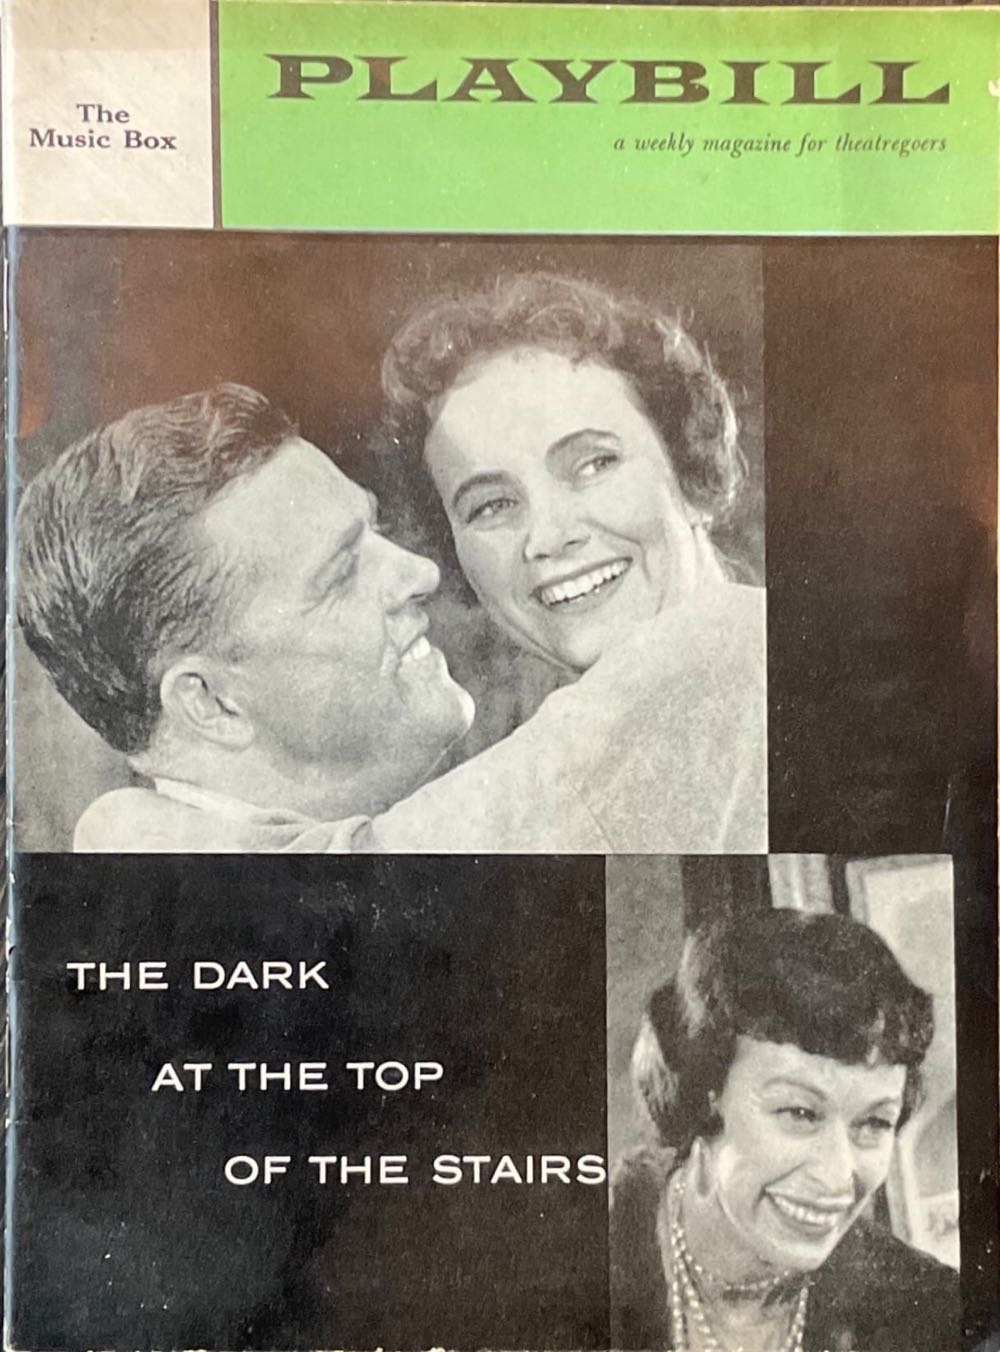 The
Music Box
PLAYBILL
a weekly magazine for theatregoers
THE DARK
AT THE TOP
OF THE STAIRS